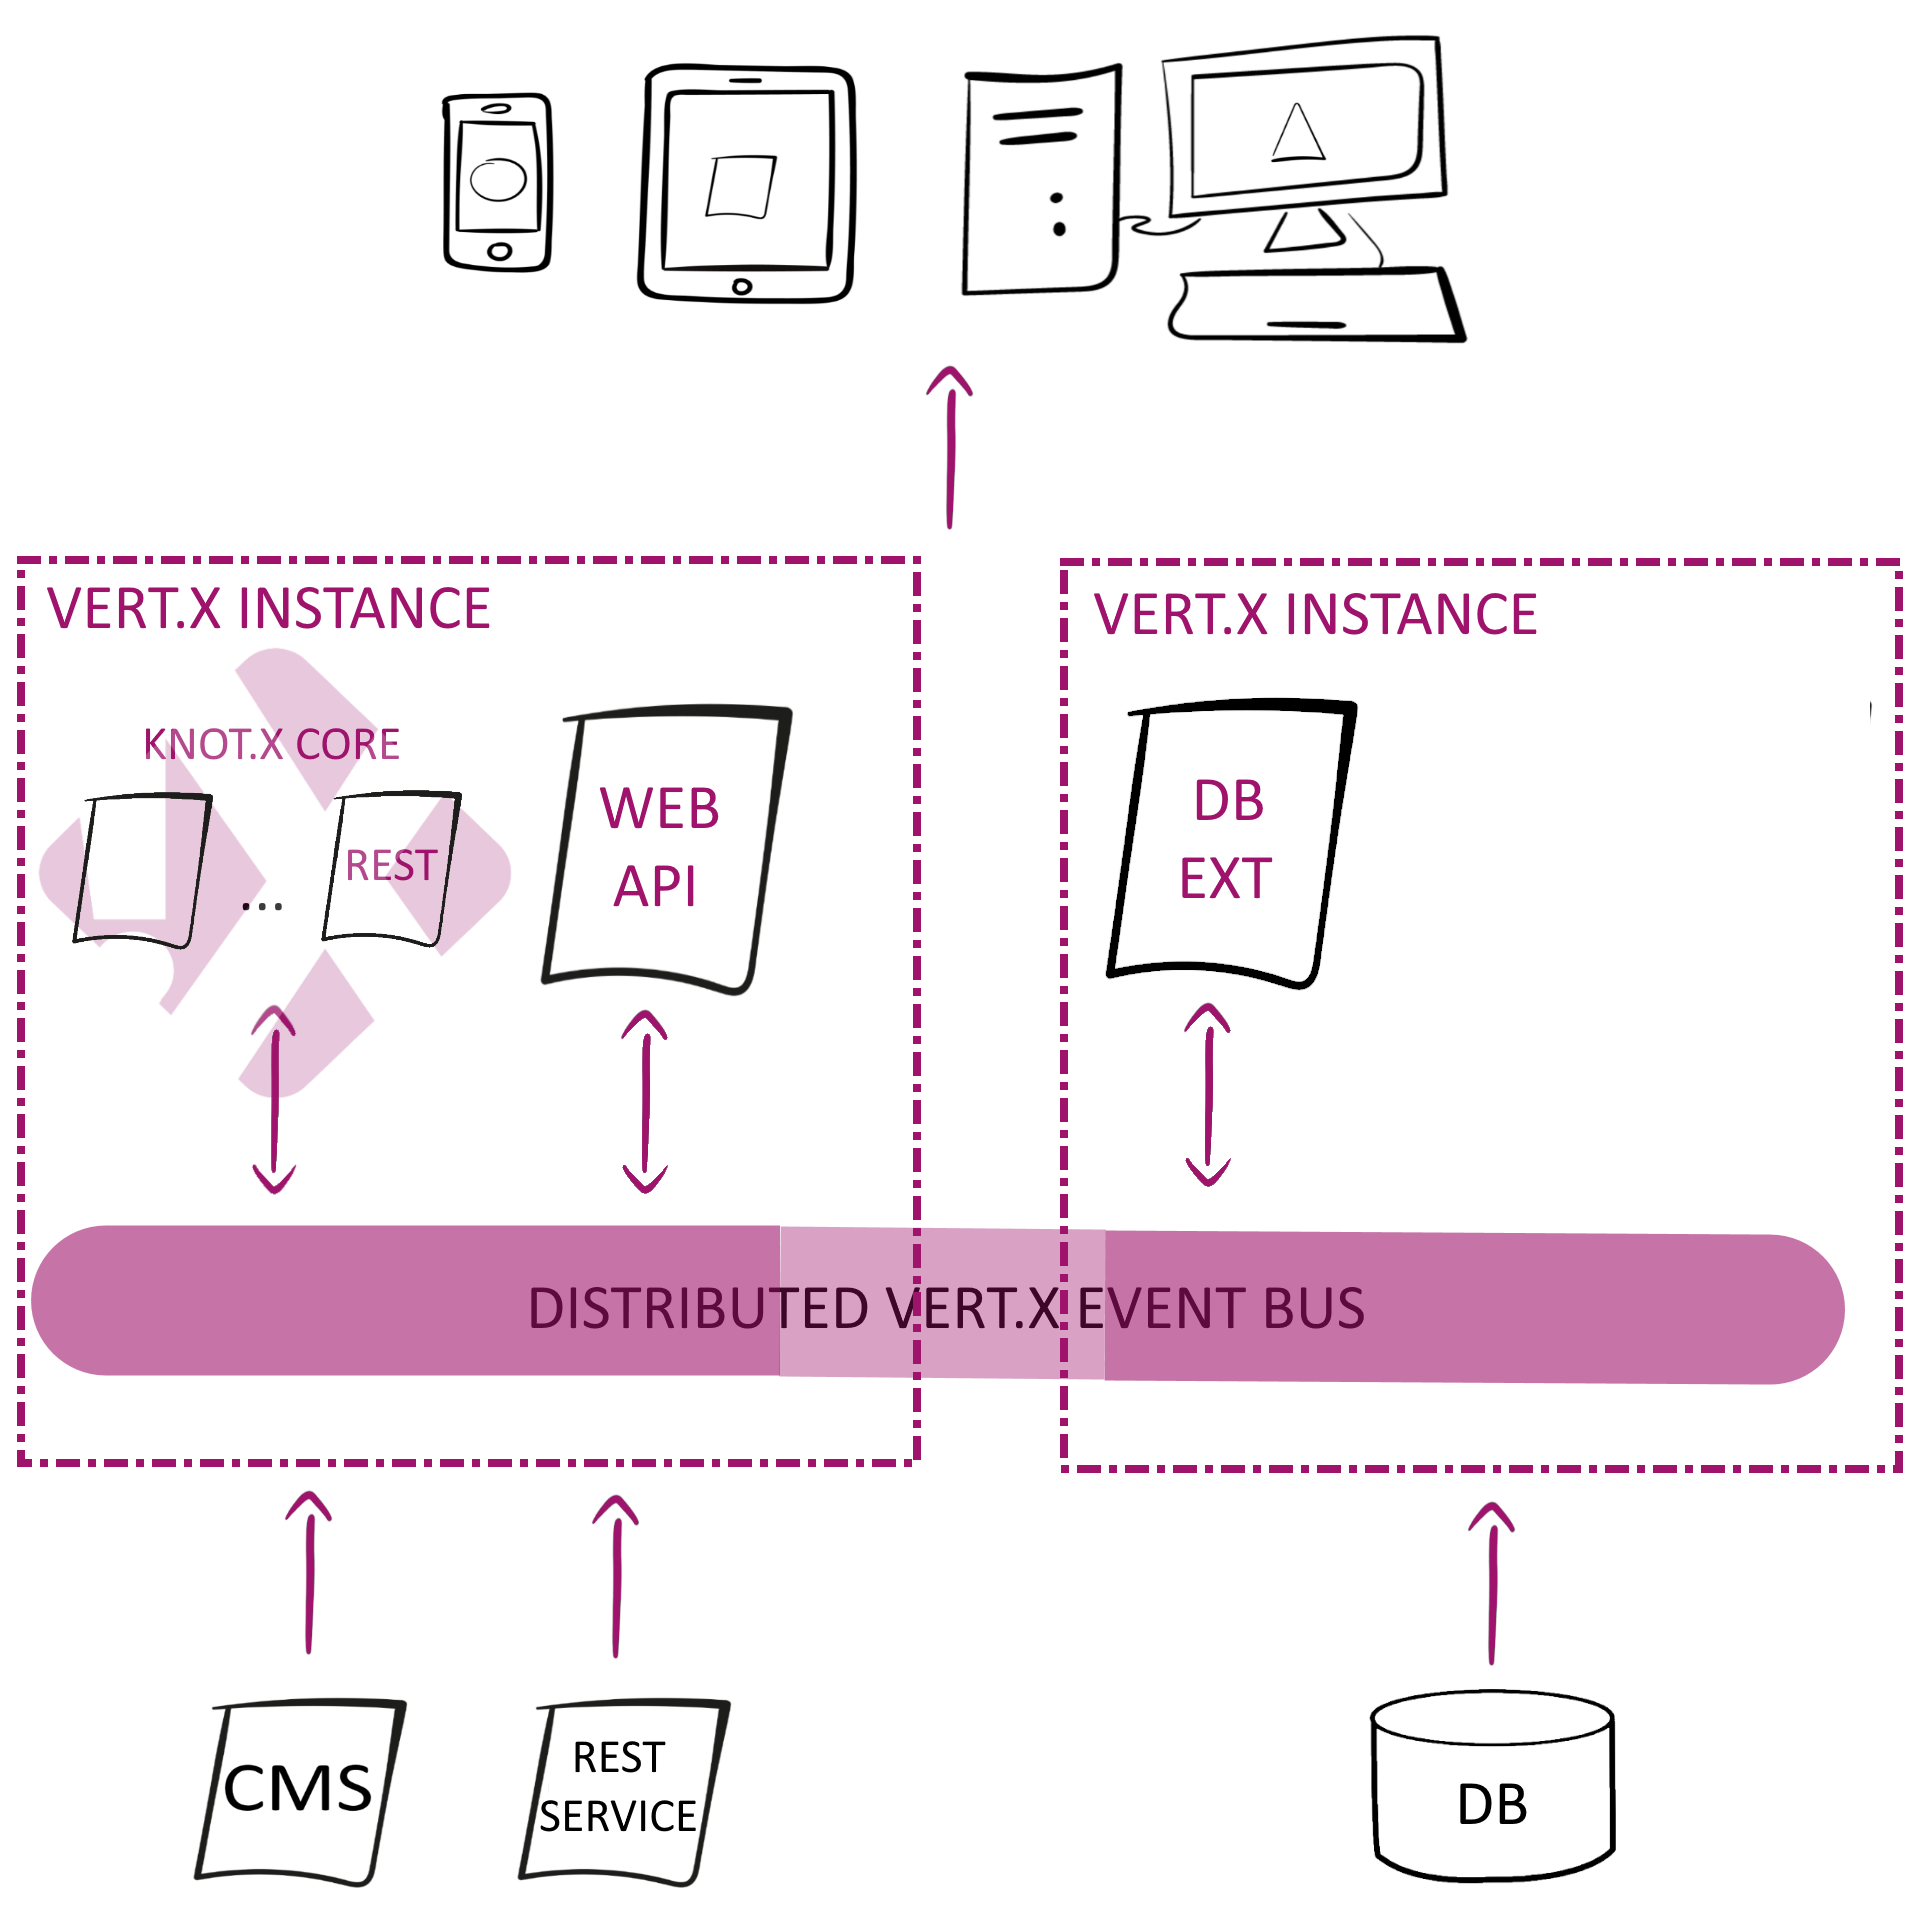 VERT.X INSTANCE
VERT.X INSTANCE
KNOT.X CORE
...
REST
WEB
API
DB
EXT
DISTRIBUTED VERT.X EVENT BUS
CMS
REST
SERVICE
DB